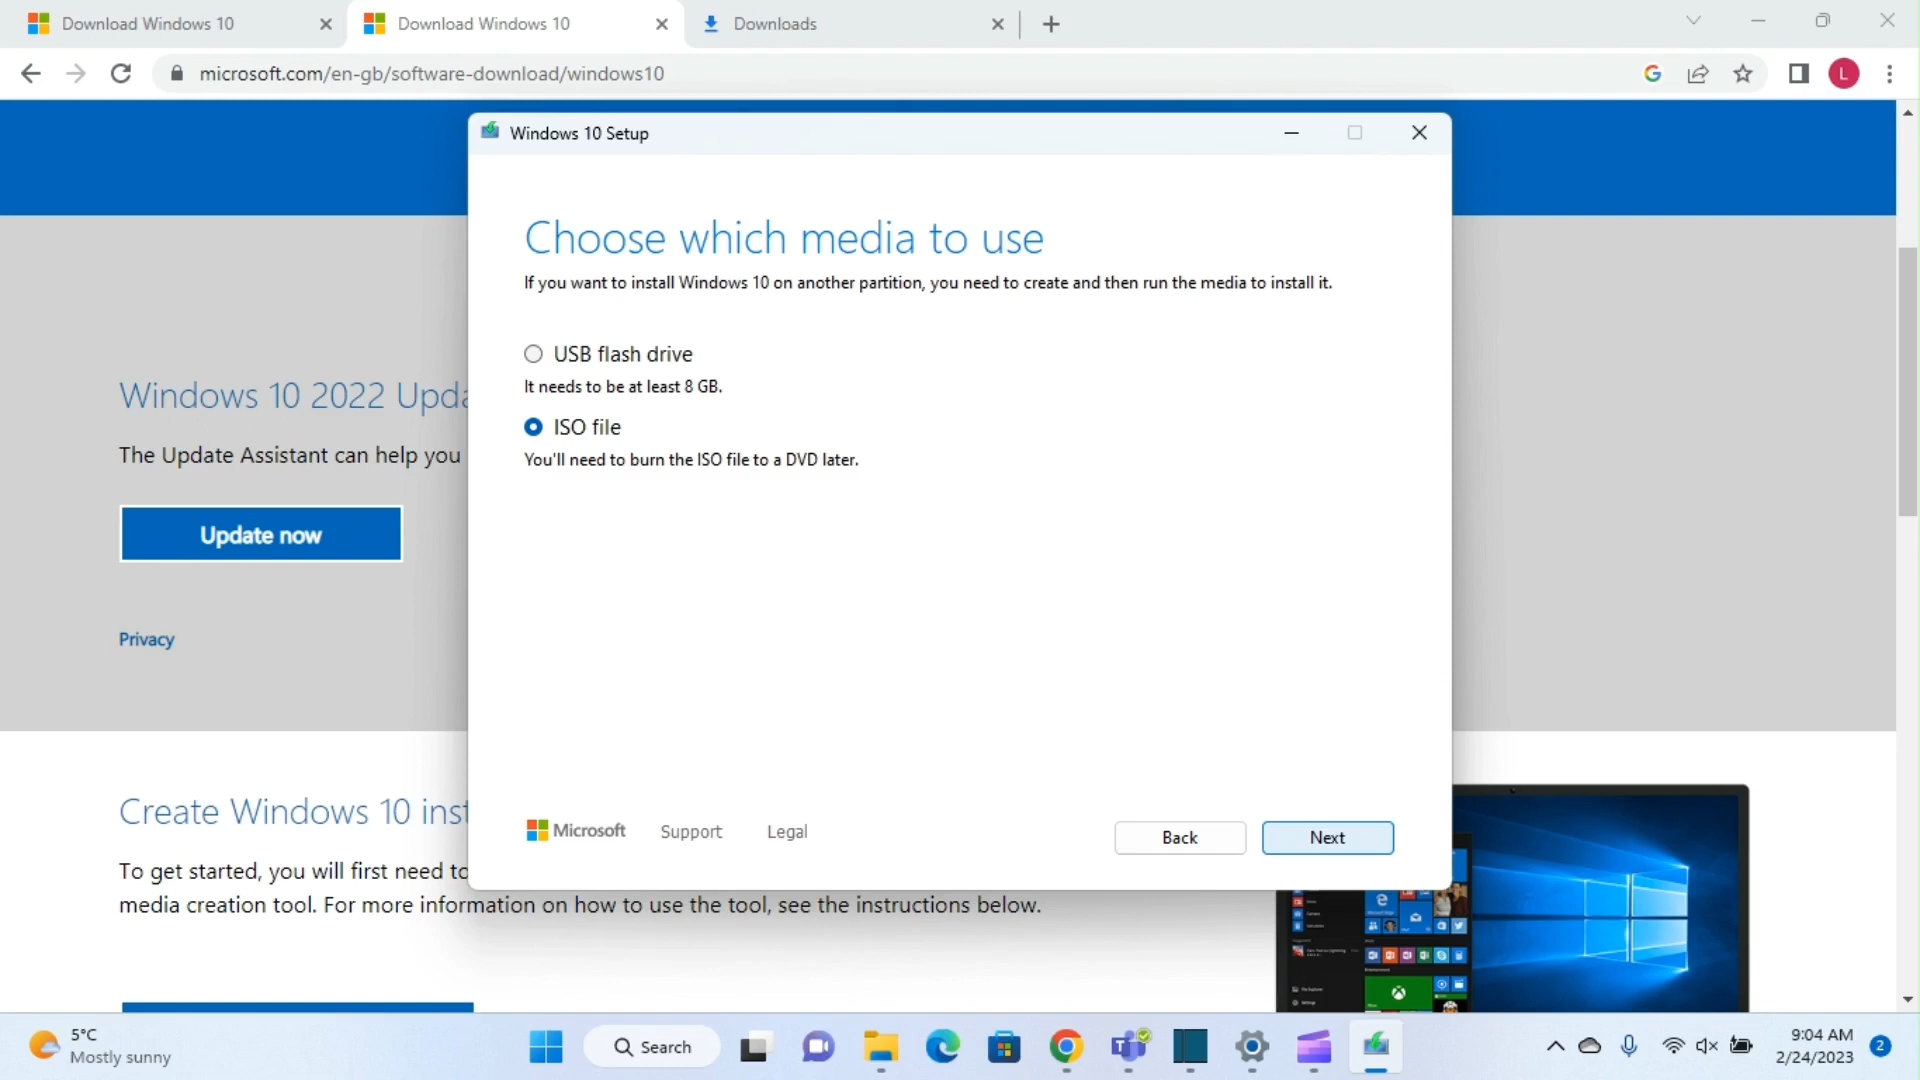 Download Windows 10
Download Windows 10
Downloads
microsoft.com/en-gb/software-download/windows10
L
Windows 10 Setup
Choose which media to use
If you want to install Windows 10 on another partition, you need to create and then run the media to install it.
USB flash drive
It needs to be at least 8 GB.
ISO file
You'll need to burn the ISO file to a DVD later.
Microsoft
Support
Legal
Back
Next
Windows 10 2022 Upda
The Update Assistant can help you
Update now
Privacy
Create Windows 10 inst
To get started, you will first need to
media creation tool. For more information on how to use the tool, see the instructions below.
5°C
Mostly sunny
Search
9:04 AM
2/24/2023
2